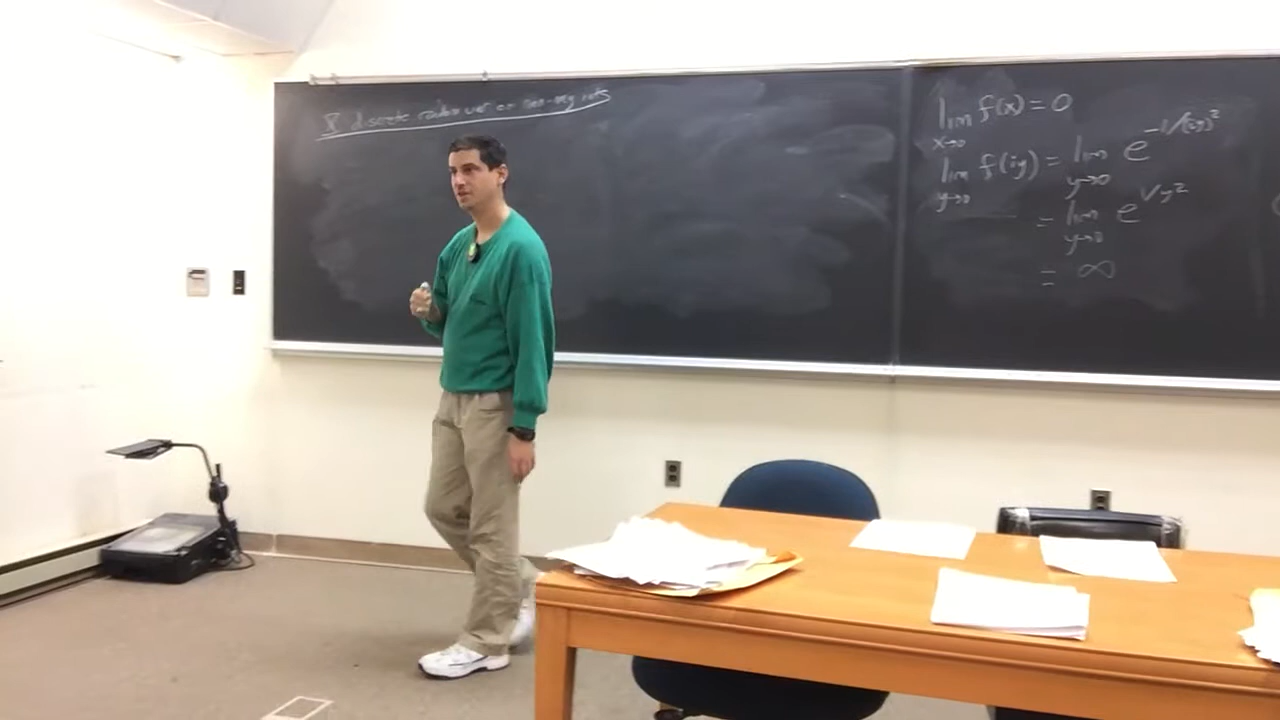 X discrete random var on non-neg ints
lim f(x) = 0
x→0
lim f(iy) = lim e^{-1/(iy)^2}
y→0 y→0
= lim e^{1/y^2}
y→0
= ∞